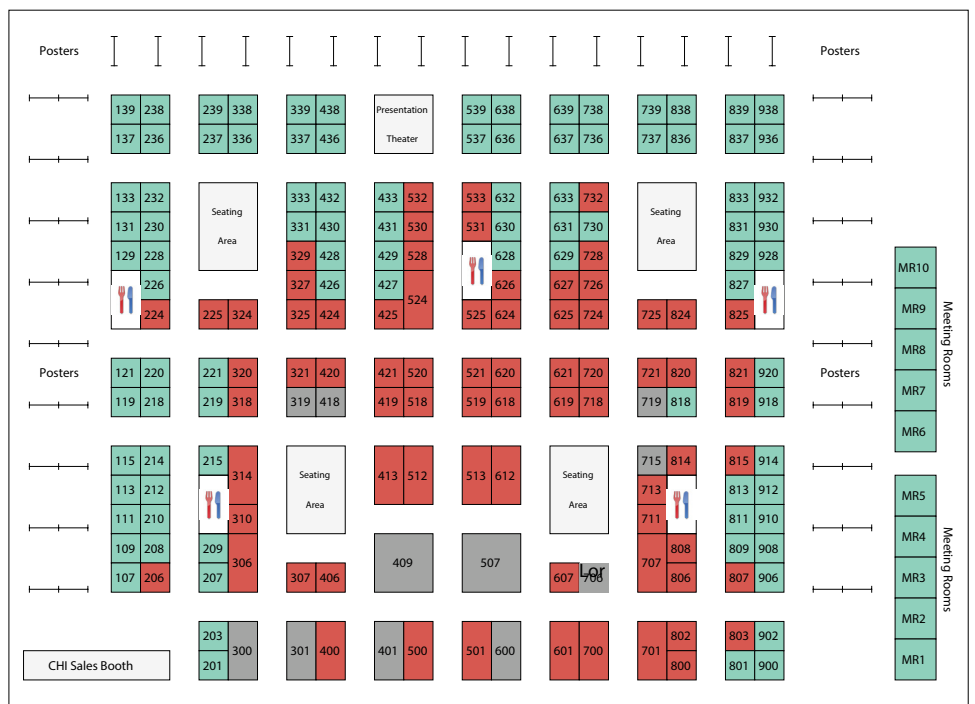 Posters Posters
139 238 239 338 339 438 Presentation 539 638 639 738 739 838 839 938
137 236 237 336 337 436 Theater 537 636 637 736 737 836 837 936
133 232 Seating 333 432 433 532 533 632 633 732 Seating 833 932
131 230 Area 331 430 431 530 531 630 631 730 Area 831 930
129 228 329 428 429 528 628 629 728 829 928
226 327 426 427 524 626 627 726 827
224 225 324 325 424 425 525 624 625 724 725 824 825
Posters 121 220 221 320 321 420 421 520 521 620 621 720 721 820 821 920 Posters
119 218 219 318 319 418 419 518 519 618 619 718 719 818 819 918
115 214 215 314 Seating 413 512 513 612 Seating 715 814 815 914
113 212 Area Area 713 813 912
111 210 310 711 811 910
109 208 209 306 409 507 707 808 809 908
107 206 207 307 406 607 Lor 806 807 906
203 300 301 400 401 500 501 600 601 700 701 802 803 902
201 800 801 900
CHI Sales Booth
MR10
MR9
MR8
MR7
MR6
Meeting Rooms
MR5
MR4
MR3
MR2
MR1
Meeting Rooms